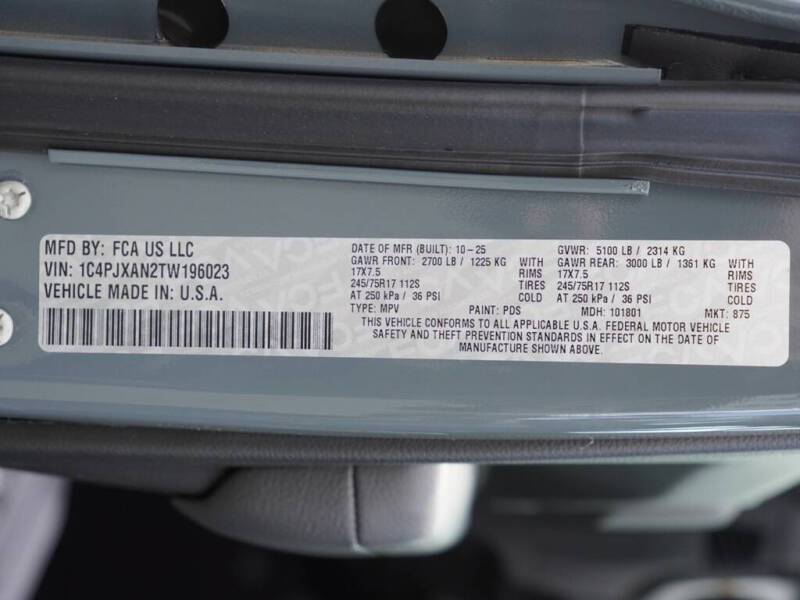 MFD BY: FCA US LLC
VIN: 1C4PJXAN2TW196023
VEHICLE MADE IN: U.S.A.
DATE OF MFR (BUILT): 10-25 GVWR: 5100 LB / 2314 KG
GAWR FRONT: 2700 LB / 1225 KG GAWR REAR: 3000 LB / 1361 KG
17X7.5 RIMS 17X7.5 RIMS
245/75R17 112S TIRES 245/75R17 112S TIRES
AT 250 kPa / 36 PSI COLD AT 250 kPa / 36 PSI COLD
TYPE: MPV PAINT: PDS MDH: 101801 MKT: 875
THIS VEHICLE CONFORMS TO ALL APPLICABLE U.S.A. FEDERAL MOTOR VEHICLE
SAFETY AND THEFT PREVENTION STANDARDS IN EFFECT ON THE DATE OF
MANUFACTURE SHOWN ABOVE.